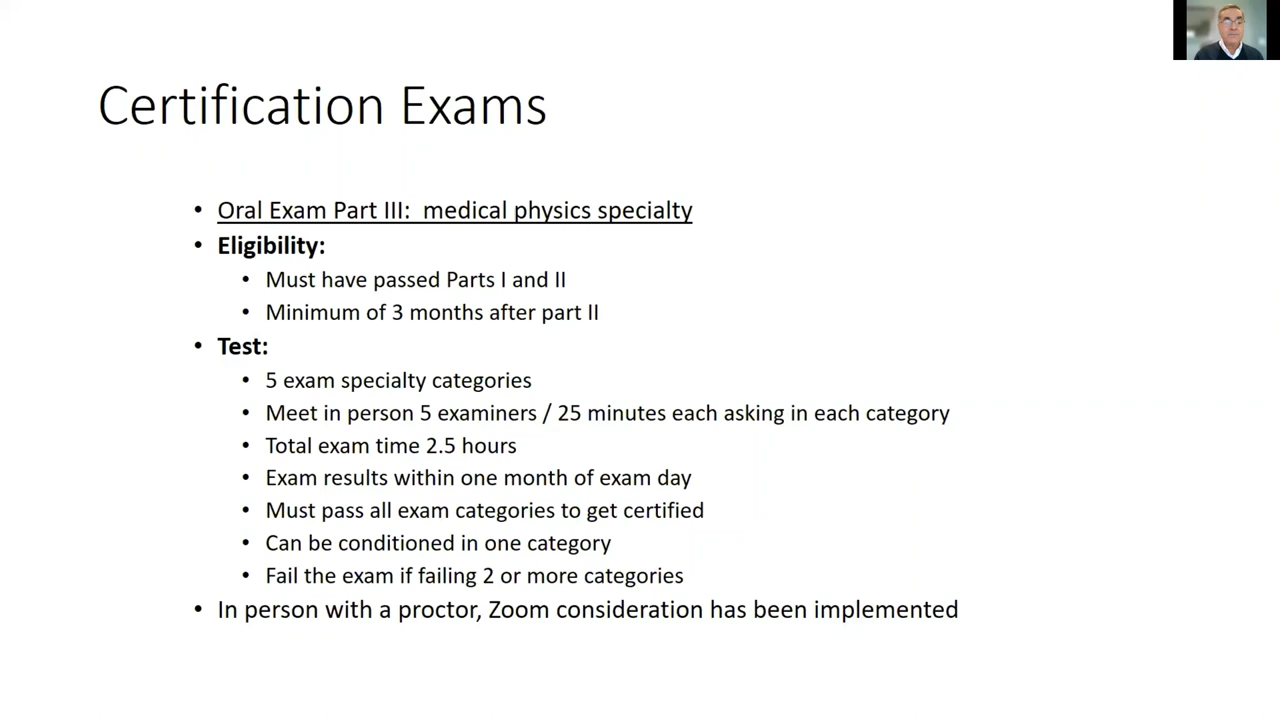 Certification Exams
• Oral Exam Part III:  medical physics specialty
• Eligibility:
• Must have passed Parts I and II
• Minimum of 3 months after part II
• Test:
• 5 exam specialty categories
• Meet in person 5 examiners / 25 minutes each asking in each category
• Total exam time 2.5 hours
• Exam results within one month of exam day
• Must pass all exam categories to get certified
• Can be conditioned in one category
• Fail the exam if failing 2 or more categories
• In person with a proctor, Zoom consideration has been implemented